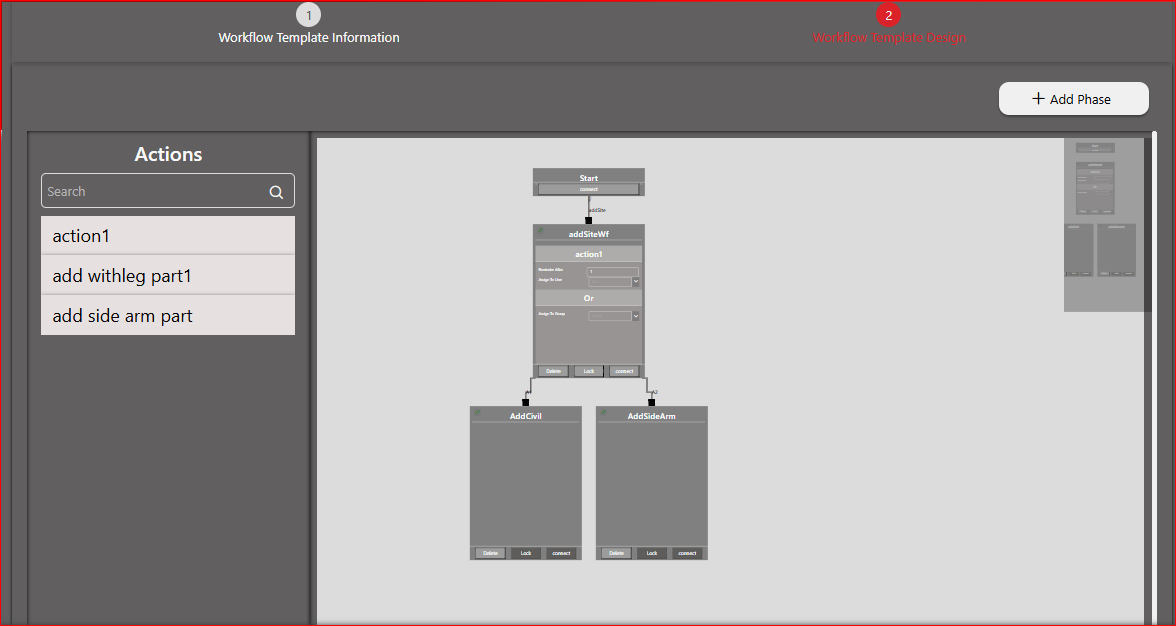 1
Workflow Template Information
2
Workflow Template Design
+ Add Phase
Actions
Search
action1
add withleg part1
add side arm part
Start
connect
addSite
addSiteWf
action1
Reminder After
1
Assign To User
Or
Assign To Group
Delete Lock connect
A2
AddCivil
AddSideArm
Delete Lock connect
Delete Lock connect